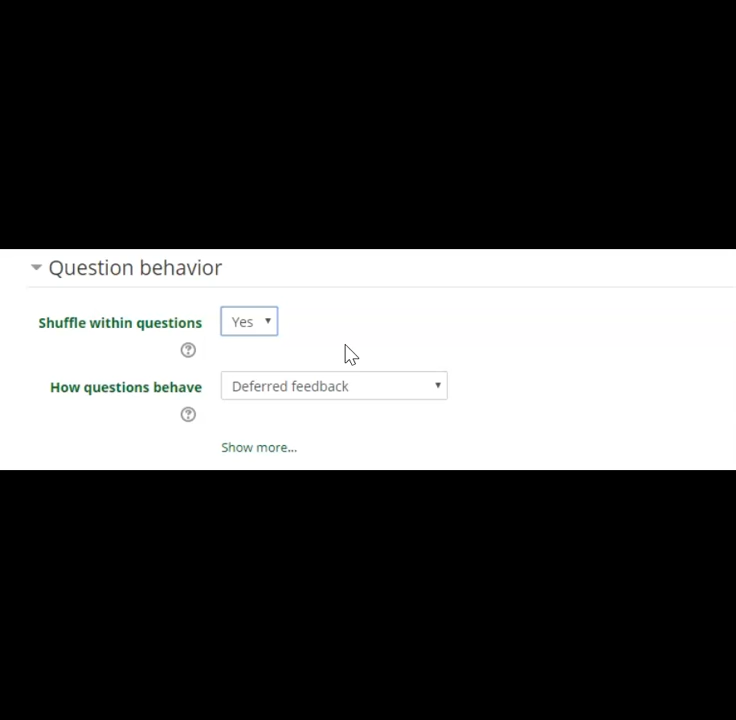 Question behavior
Shuffle within questions
Yes
How questions behave
Deferred feedback
Show more...